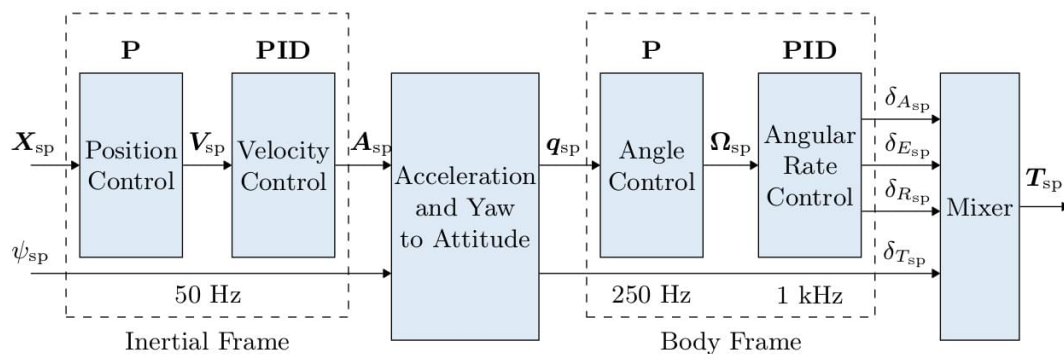 P
PID
P
PID
X_sp
Position
Control
V_sp
Velocity
Control
A_sp
Acceleration
and Yaw
to Attitude
q_sp
Angle
Control
Ω_sp
Angular
Rate
Control
δ_A_sp
δ_E_sp
δ_R_sp
δ_T_sp
Mixer
T_sp
ψ_sp
50 Hz
250 Hz
1 kHz
Inertial Frame
Body Frame